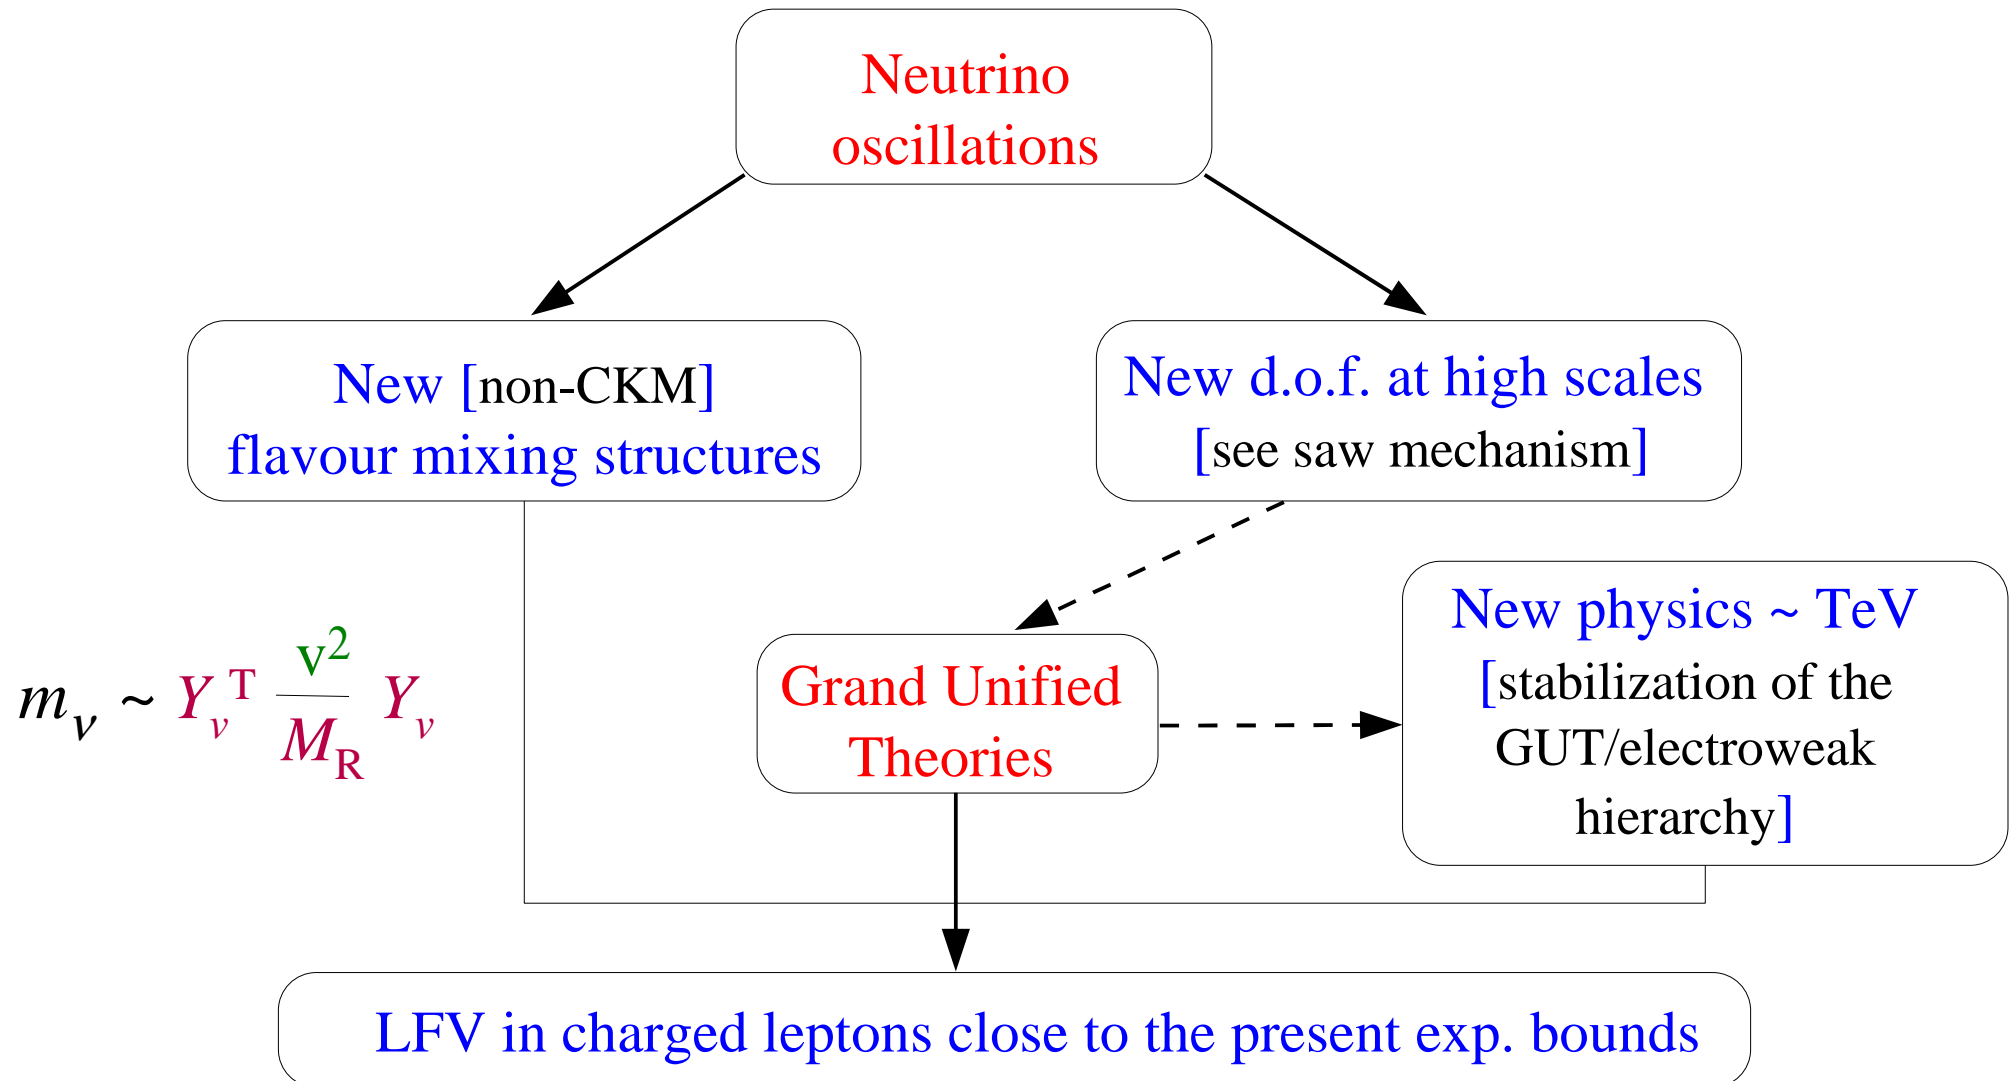 Neutrino
oscillations
New [non-CKM]
flavour mixing structures
New d.o.f. at high scales
[see saw mechanism]
m_ν ~ Y_ν^T v^2/M_R Y_ν
Grand Unified
Theories
New physics ~ TeV
[stabilization of the
GUT/electroweak
hierarchy]
LFV in charged leptons close to the present exp. bounds